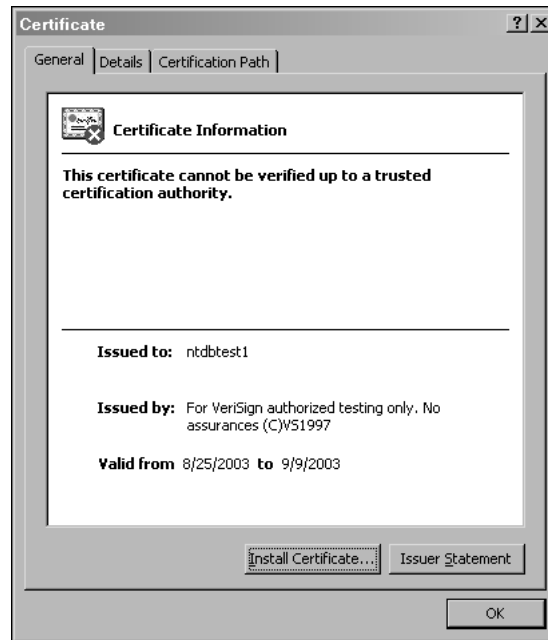 Certificate
General Details Certification Path
Certificate Information
This certificate cannot be verified up to a trusted
certification authority.
Issued to: ntdbtest1
Issued by: For VeriSign authorized testing only. No
assurances (C)VS1997
Valid from 8/25/2003 to 9/9/2003
Install Certificate... Issuer Statement
OK